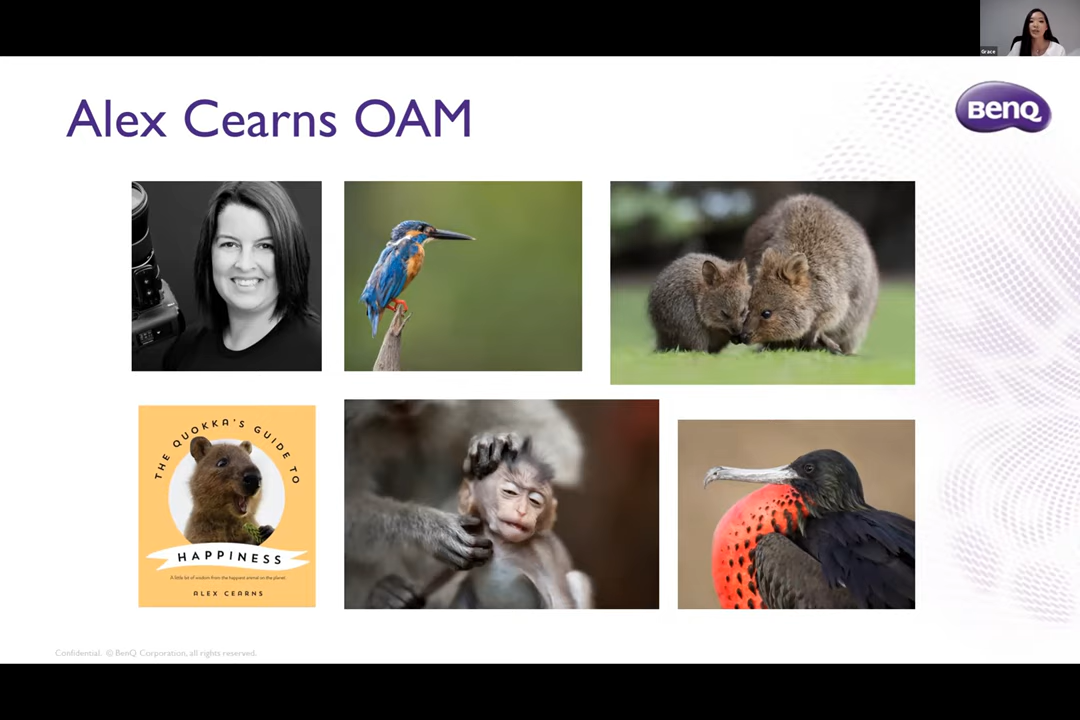 Grace
Alex Cearns OAM
BenQ
THE QUOKKA'S GUIDE TO
HAPPINESS
A little bit of wisdom from the happiest animal on the planet.
ALEX CEARNS
Confidential. © BenQ Corporation, all rights reserved.